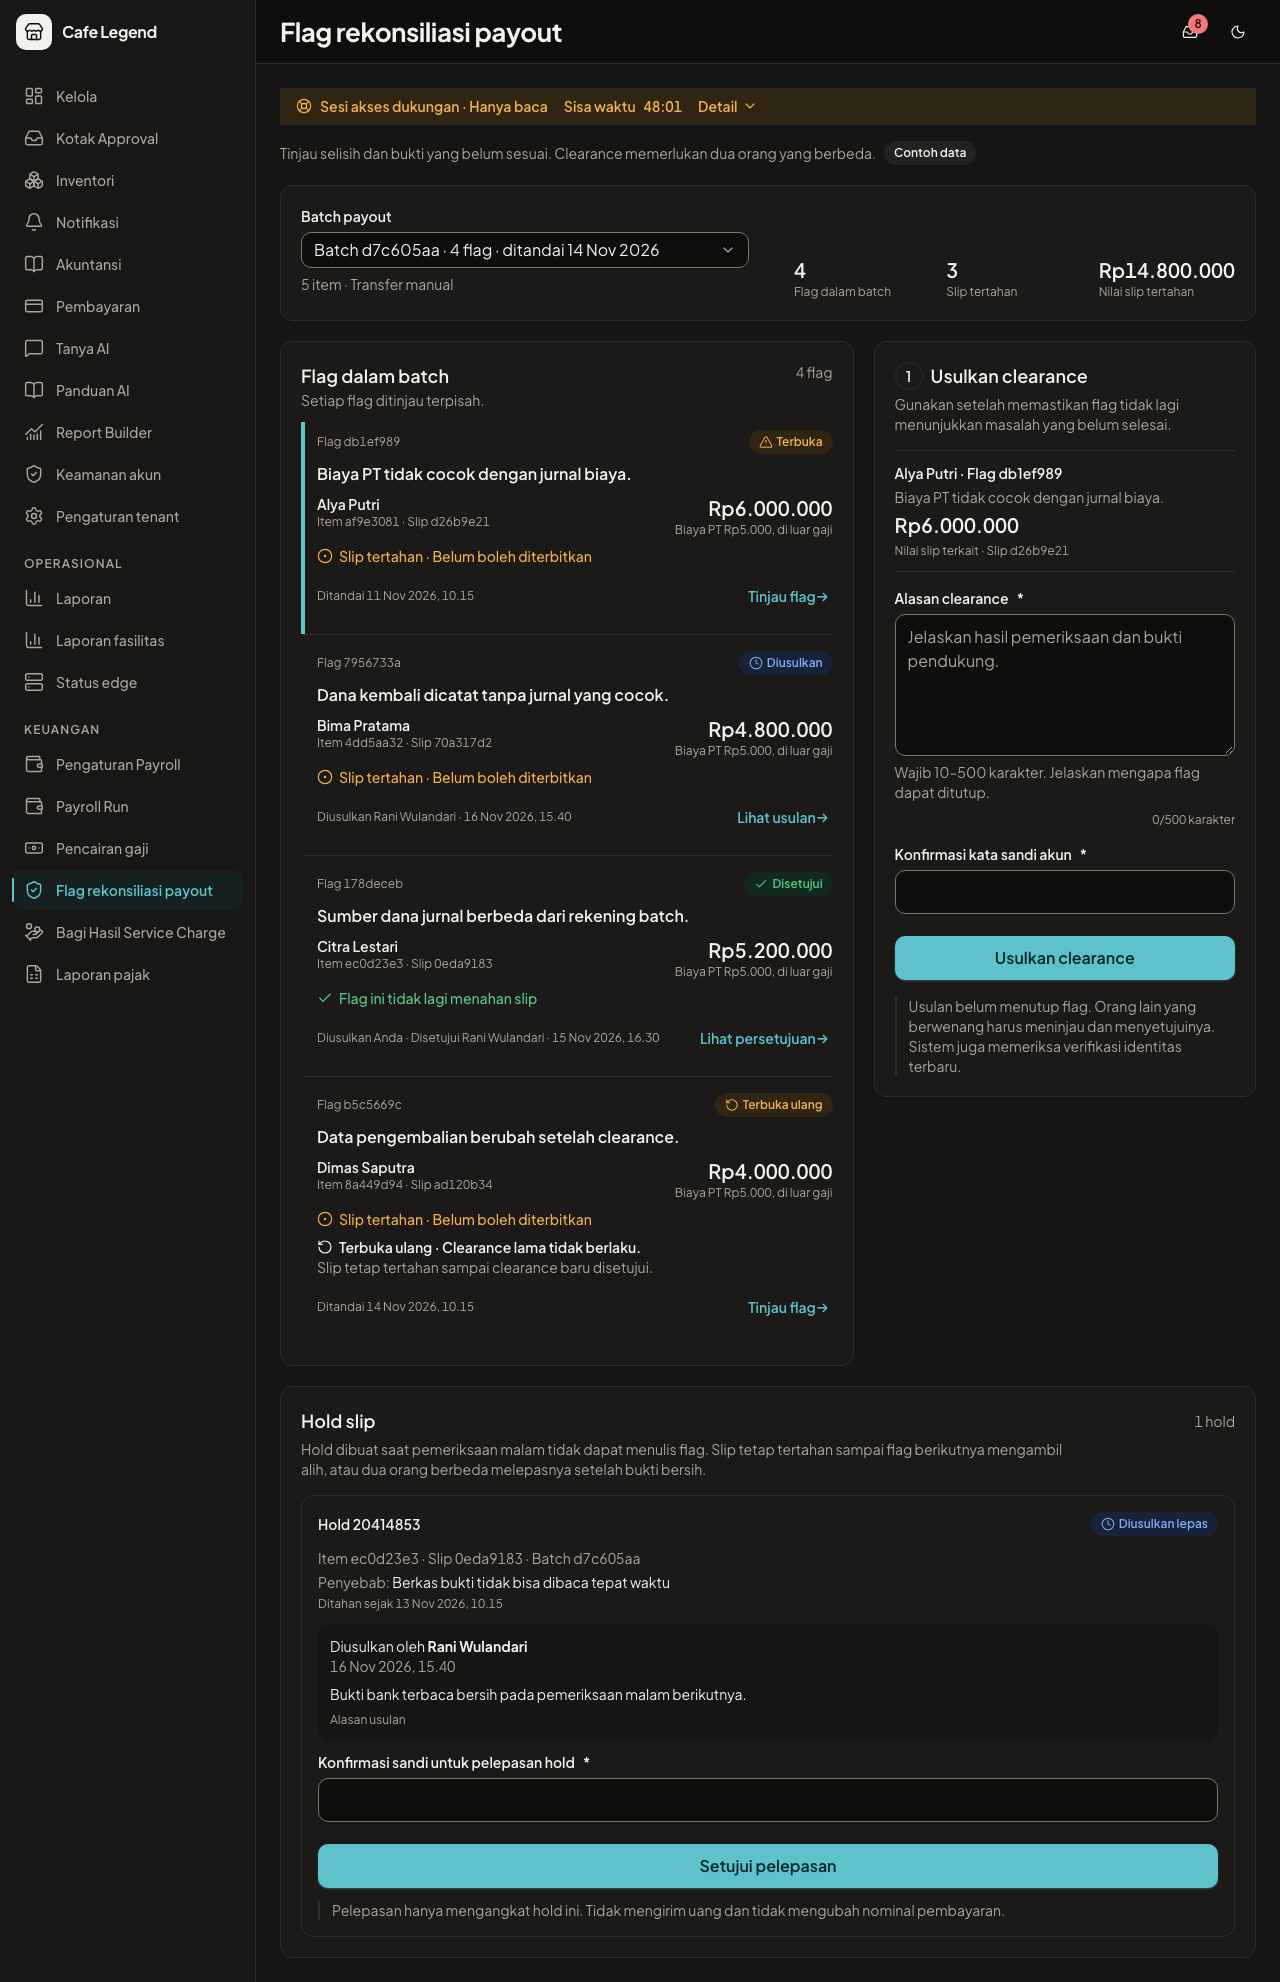 Cafe Legend
Kelola
Kotak Approval
Inventori
Notifikasi
Akuntansi
Pembayaran
Tanya AI
Panduan AI
Report Builder
Keamanan akun
Pengaturan tenant
OPERASIONAL
Laporan
Laporan fasilitas
Status edge
KEUANGAN
Pengaturan Payroll
Payroll Run
Pencairan gaji
Flag rekonsiliasi payout
Bagi Hasil Service Charge
Laporan pajak
Flag rekonsiliasi payout
8
Sesi akses dukungan · Hanya baca Sisa waktu 48:01 Detail
Tinjau selisih dan bukti yang belum sesuai. Clearance memerlukan dua orang yang berbeda. Contoh data
Batch payout
Batch d7c605aa · 4 flag · ditandai 14 Nov 2026
5 item · Transfer manual
4
Flag dalam batch
3
Slip tertahan
Rp14.800.000
Nilai slip tertahan
Flag dalam batch
4 flag
Setiap flag ditinjau terpisah.
Flag db1ef989
Terbuka
Biaya PT tidak cocok dengan jurnal biaya.
Alya Putri
Item af9e3081 · Slip d26b9e21
Rp6.000.000
Biaya PT Rp5.000, di luar gaji
Slip tertahan · Belum boleh diterbitkan
Ditandai 11 Nov 2026, 10.15
Tinjau flag→
Flag 7956733a
Diusulkan
Dana kembali dicatat tanpa jurnal yang cocok.
Bima Pratama
Item 4dd5aa32 · Slip 70a317d2
Rp4.800.000
Biaya PT Rp5.000, di luar gaji
Slip tertahan · Belum boleh diterbitkan
Diusulkan Rani Wulandari · 16 Nov 2026, 15.40
Lihat usulan→
Flag 178deceb
Disetujui
Sumber dana jurnal berbeda dari rekening batch.
Citra Lestari
Item ec0d23e3 · Slip 0eda9183
Rp5.200.000
Biaya PT Rp5.000, di luar gaji
Flag ini tidak lagi menahan slip
Diusulkan Anda · Disetujui Rani Wulandari · 15 Nov 2026, 16.30
Lihat persetujuan→
Flag b5c5669c
Terbuka ulang
Data pengembalian berubah setelah clearance.
Dimas Saputra
Item 8a449d94 · Slip ad120b34
Rp4.000.000
Biaya PT Rp5.000, di luar gaji
Slip tertahan · Belum boleh diterbitkan
Terbuka ulang · Clearance lama tidak berlaku.
Slip tetap tertahan sampai clearance baru disetujui.
Ditandai 14 Nov 2026, 10.15
Tinjau flag→
1 Usulkan clearance
Gunakan setelah memastikan flag tidak lagi
menunjukkan masalah yang belum selesai.
Alya Putri · Flag db1ef989
Biaya PT tidak cocok dengan jurnal biaya.
Rp6.000.000
Nilai slip terkait · Slip d26b9e21
Alasan clearance *
Jelaskan hasil pemeriksaan dan bukti
pendukung.
Wajib 10–500 karakter. Jelaskan mengapa flag
dapat ditutup.
0/500 karakter
Konfirmasi kata sandi akun *
Usulkan clearance
Usulan belum menutup flag. Orang lain yang
berwenang harus meninjau dan menyetujuinya.
Sistem juga memeriksa verifikasi identitas
terbaru.
Hold slip
1 hold
Hold dibuat saat pemeriksaan malam tidak dapat menulis flag. Slip tetap tertahan sampai flag berikutnya mengambil
alih, atau dua orang berbeda melepasnya setelah bukti bersih.
Hold 20414853
Diusulkan lepas
Item ec0d23e3 · Slip 0eda9183 · Batch d7c605aa
Penyebab: Berkas bukti tidak bisa dibaca tepat waktu
Ditahan sejak 13 Nov 2026, 10.15
Diusulkan oleh Rani Wulandari
16 Nov 2026, 15.40
Bukti bank terbaca bersih pada pemeriksaan malam berikutnya.
Alasan usulan
Konfirmasi sandi untuk pelepasan hold *
Setujui pelepasan
Pelepasan hanya mengangkat hold ini. Tidak mengirim uang dan tidak mengubah nominal pembayaran.